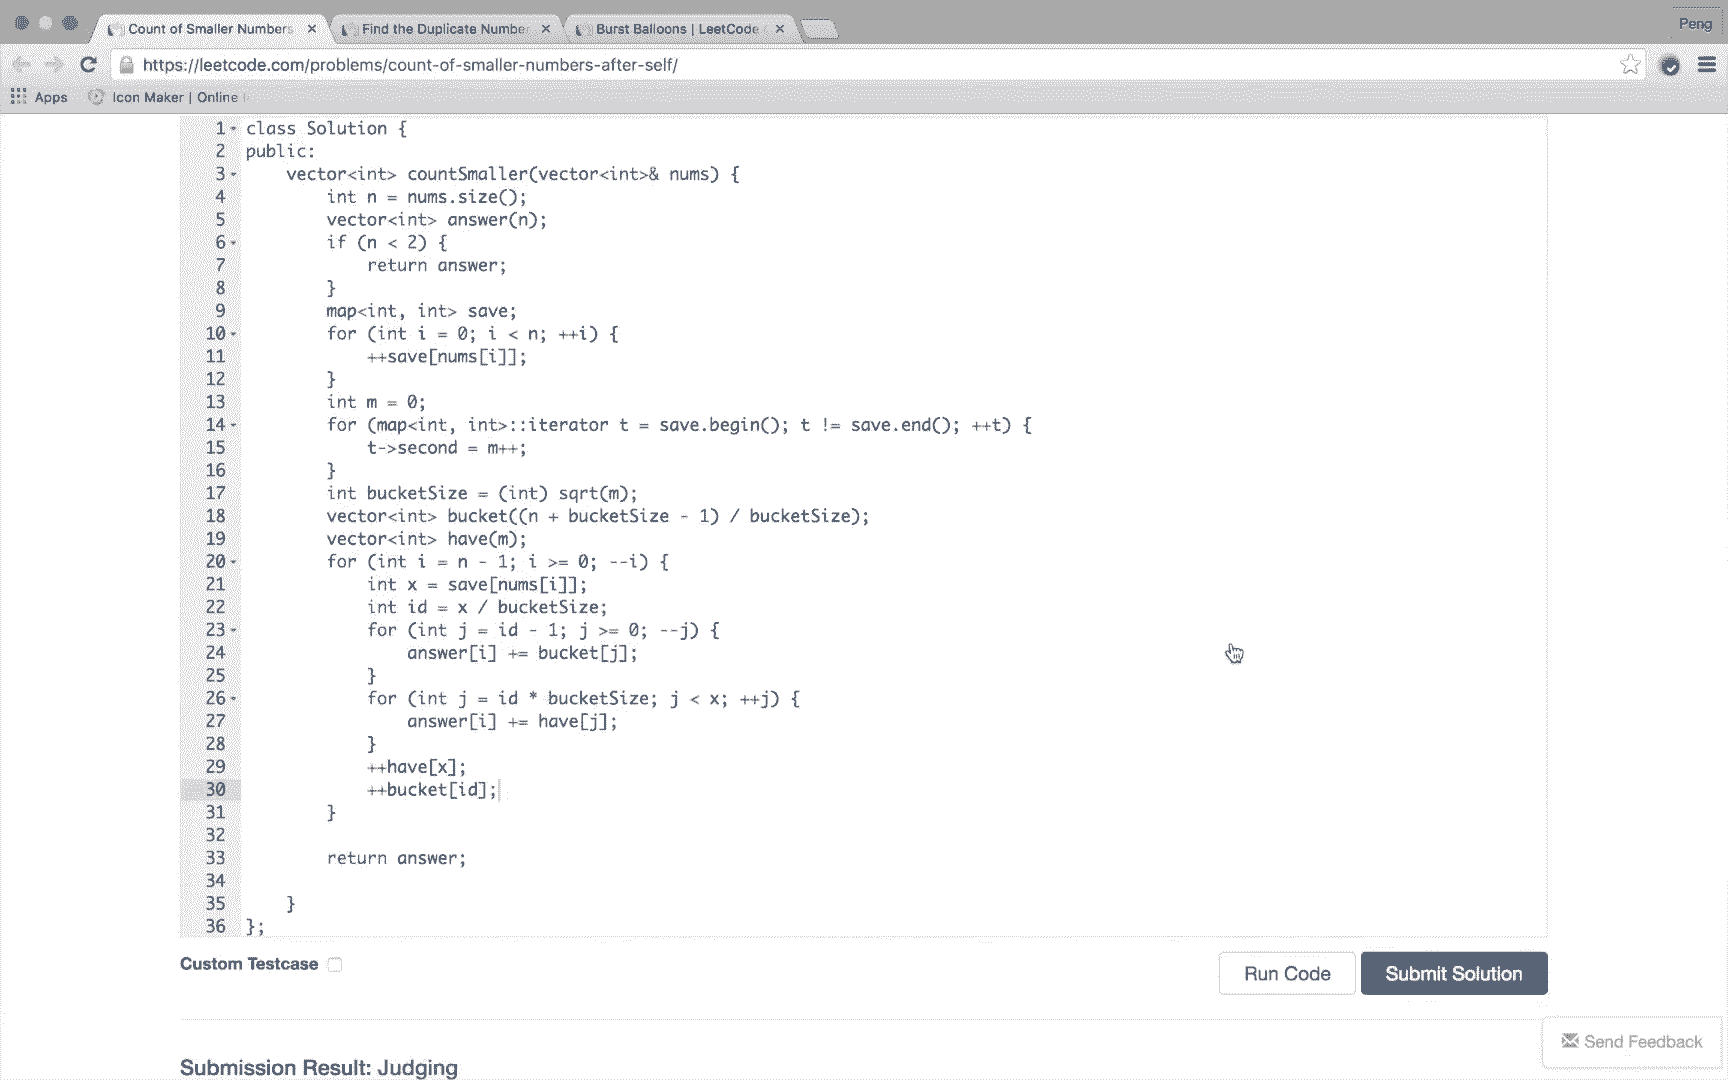 Count of Smaller Numbers
Find the Duplicate Number
Burst Balloons | LeetCode
Peng
https://leetcode.com/problems/count-of-smaller-numbers-after-self/
Apps
Icon Maker | Online
1 class Solution {
2 public:
3 vector<int> countSmaller(vector<int>& nums) {
4 int n = nums.size();
5 vector<int> answer(n);
6 if (n < 2) {
7 return answer;
8 }
9 map<int, int> save;
10 for (int i = 0; i < n; ++i) {
11 ++save[nums[i]];
12 }
13 int m = 0;
14 for (map<int, int>::iterator t = save.begin(); t != save.end(); ++t) {
15 t->second = m++;
16 }
17 int bucketSize = (int) sqrt(m);
18 vector<int> bucket((n + bucketSize - 1) / bucketSize);
19 vector<int> have(m);
20 for (int i = n - 1; i >= 0; --i) {
21 int x = save[nums[i]];
22 int id = x / bucketSize;
23 for (int j = id - 1; j >= 0; --j) {
24 answer[i] += bucket[j];
25 }
26 for (int j = id * bucketSize; j < x; ++j) {
27 answer[i] += have[j];
28 }
29 ++have[x];
30 ++bucket[id];
31 }
32
33 return answer;
34
35 }
36 };
Custom Testcase
Run Code
Submit Solution
Send Feedback
Submission Result: Judging